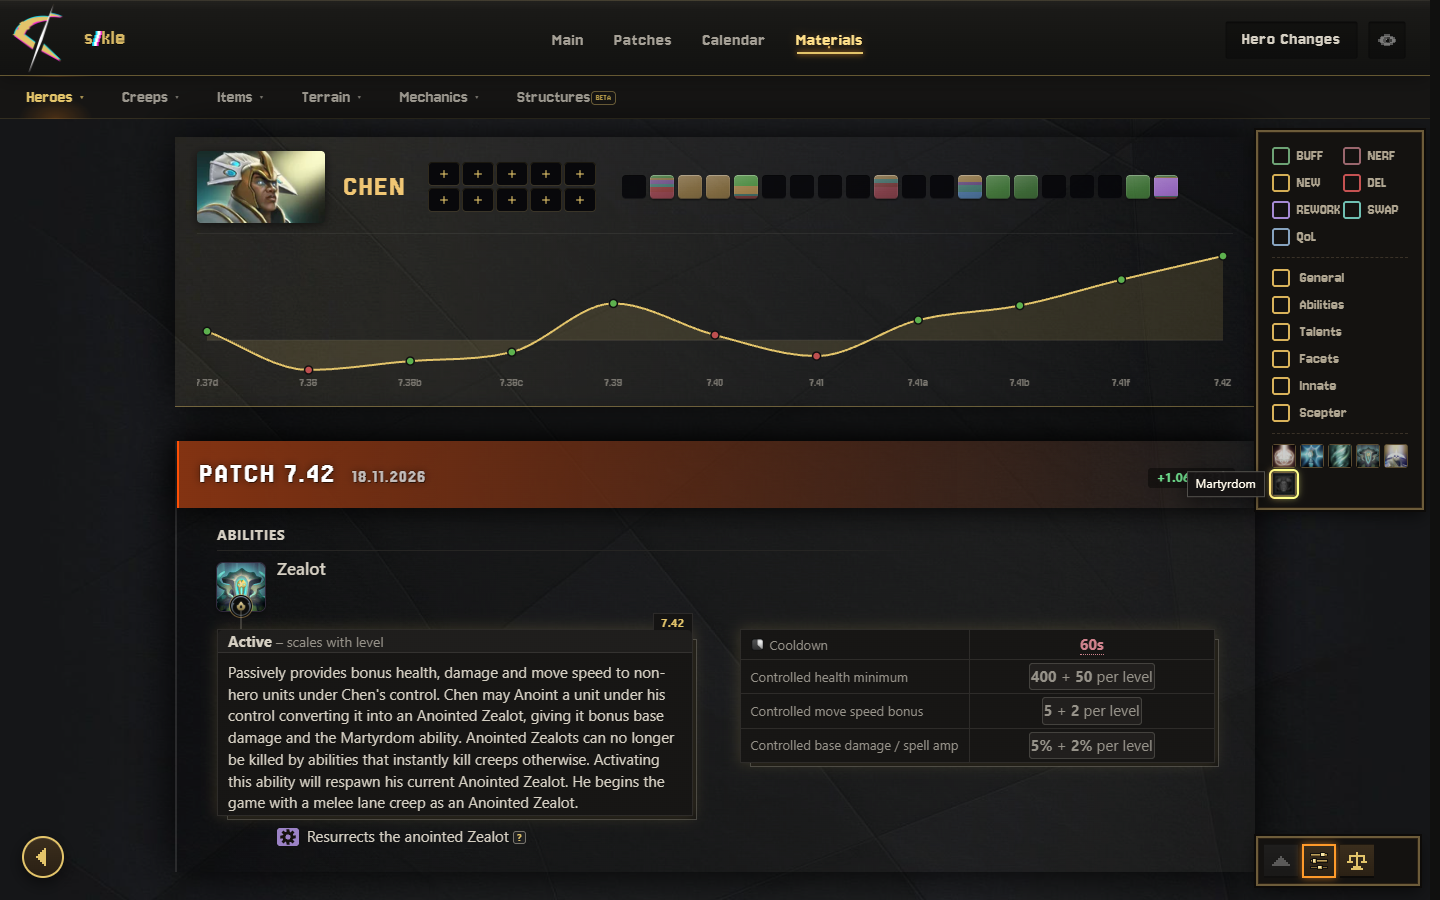 sikle
Main
Patches
Calendar
Materials
Hero Changes
Heroes
Creeps
Items
Terrain
Mechanics
Structures BETA
CHEN
BUFF
NERF
NEW
DEL
REWORK
SWAP
QoL
General
Abilities
Talents
Facets
Innate
Scepter
7.37d
7.38
7.38b
7.38c
7.39
7.40
7.41
7.41a
7.41b
7.41f
7.42
PATCH 7.42
18.11.2026
Martyrdom
ABILITIES
Zealot
7.42
Active – scales with level
Passively provides bonus health, damage and move speed to non-
hero units under Chen's control. Chen may Anoint a unit under his
control converting it into an Anointed Zealot, giving it bonus base
damage and the Martyrdom ability. Anointed Zealots can no longer
be killed by abilities that instantly kill creeps otherwise. Activating
this ability will respawn his current Anointed Zealot. He begins the
game with a melee lane creep as an Anointed Zealot.
Resurrects the anointed Zealot ?
Cooldown 60s
Controlled health minimum 400 + 50 per level
Controlled move speed bonus 5 + 2 per level
Controlled base damage / spell amp 5% + 2% per level